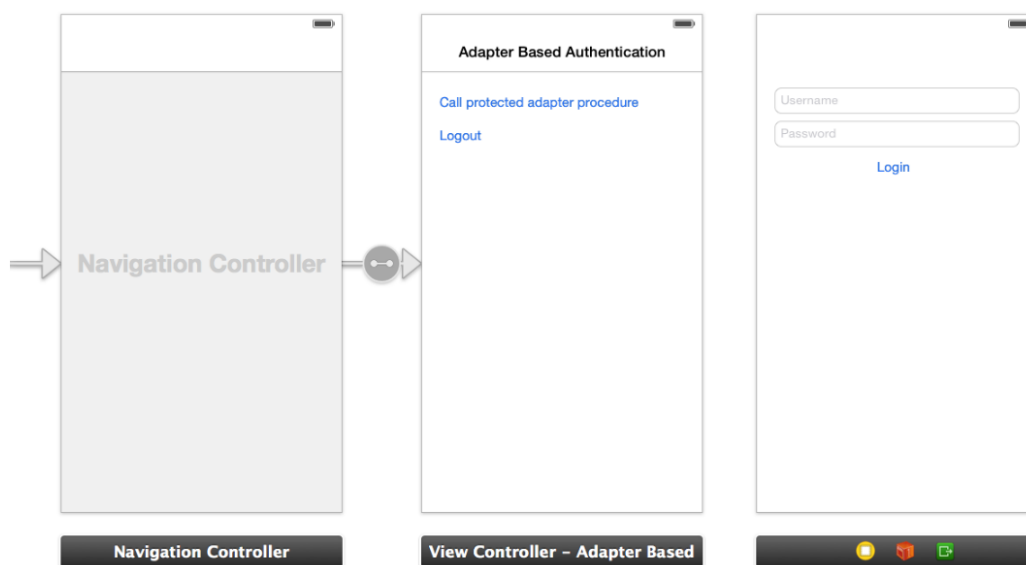 Navigation Controller
Navigation Controller
Adapter Based Authentication
Call protected adapter procedure
Logout
View Controller – Adapter Based
Username
Password
Login